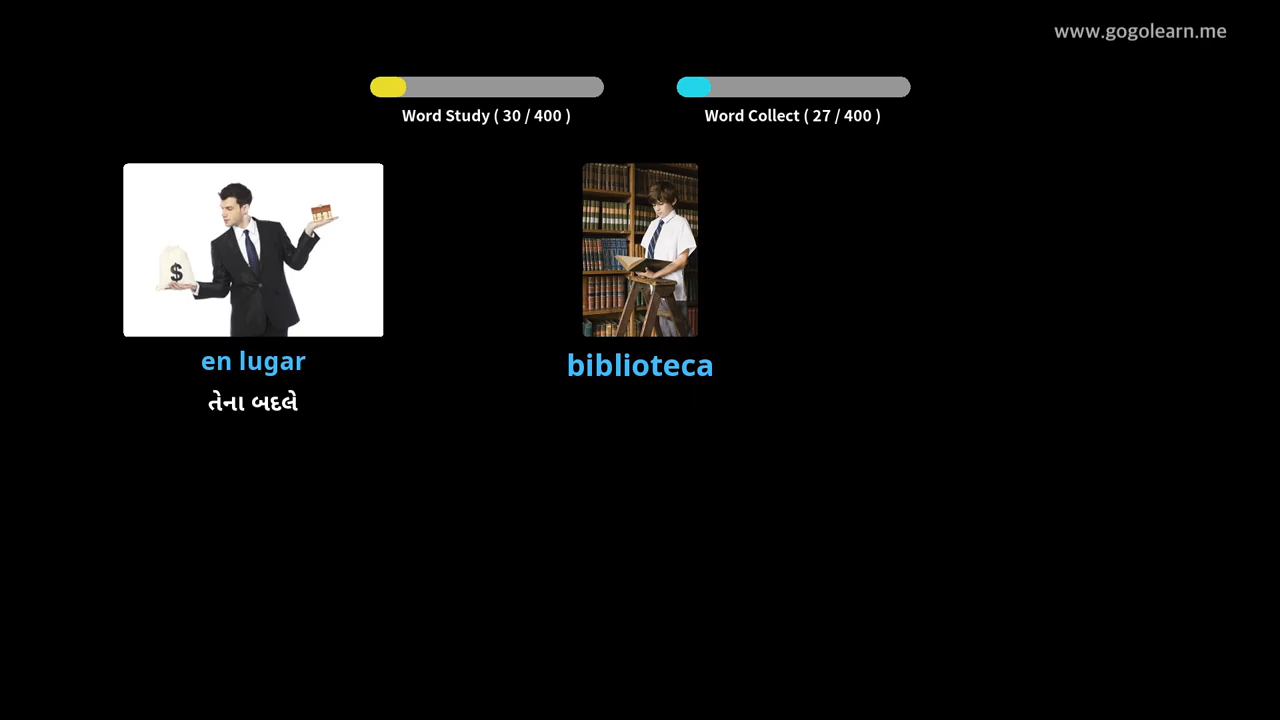 www.gogolearn.me
Word Study ( 30 / 400 )
Word Collect ( 27 / 400 )
$
en lugar
તેના બદલે
biblioteca